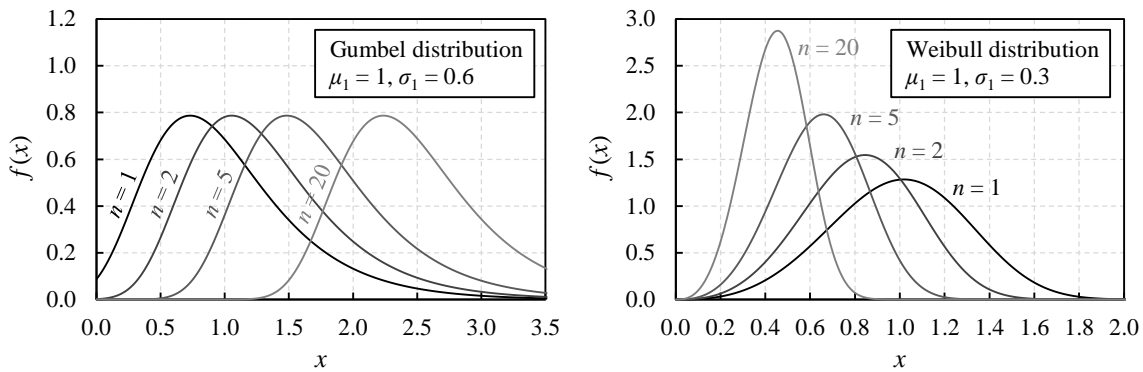 1.2
1.0
0.8
0.6
0.4
0.2
0.0
f(x)
Gumbel distribution
μ₁ = 1, σ₁ = 0.6
n = 1
n = 2
n = 5
n = 20
0.0 0.5 1.0 1.5 2.0 2.5 3.0 3.5
x
3.0
2.5
2.0
1.5
1.0
0.5
0.0
f(x)
Weibull distribution
μ₁ = 1, σ₁ = 0.3
n = 20
n = 5
n = 2
n = 1
0.0 0.2 0.4 0.6 0.8 1.0 1.2 1.4 1.6 1.8 2.0
x